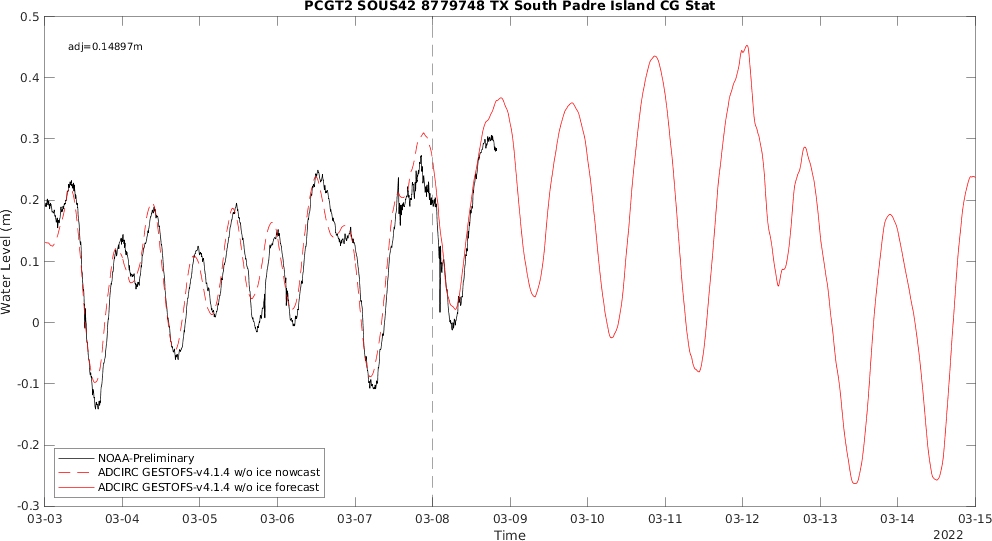 PCGT2 SOUS42 8779748 TX South Padre Island CG Stat
adj=0.14897m
0.5
0.4
0.3
0.2
0.1
0
-0.1
-0.2
-0.3
Water Level (m)
NOAA-Preliminary
ADCIRC GESTOFS-v4.1.4 w/o ice nowcast
ADCIRC GESTOFS-v4.1.4 w/o ice forecast
03-03 03-04 03-05 03-06 03-07 03-08 03-09 03-10 03-11 03-12 03-13 03-14 03-15
Time
2022